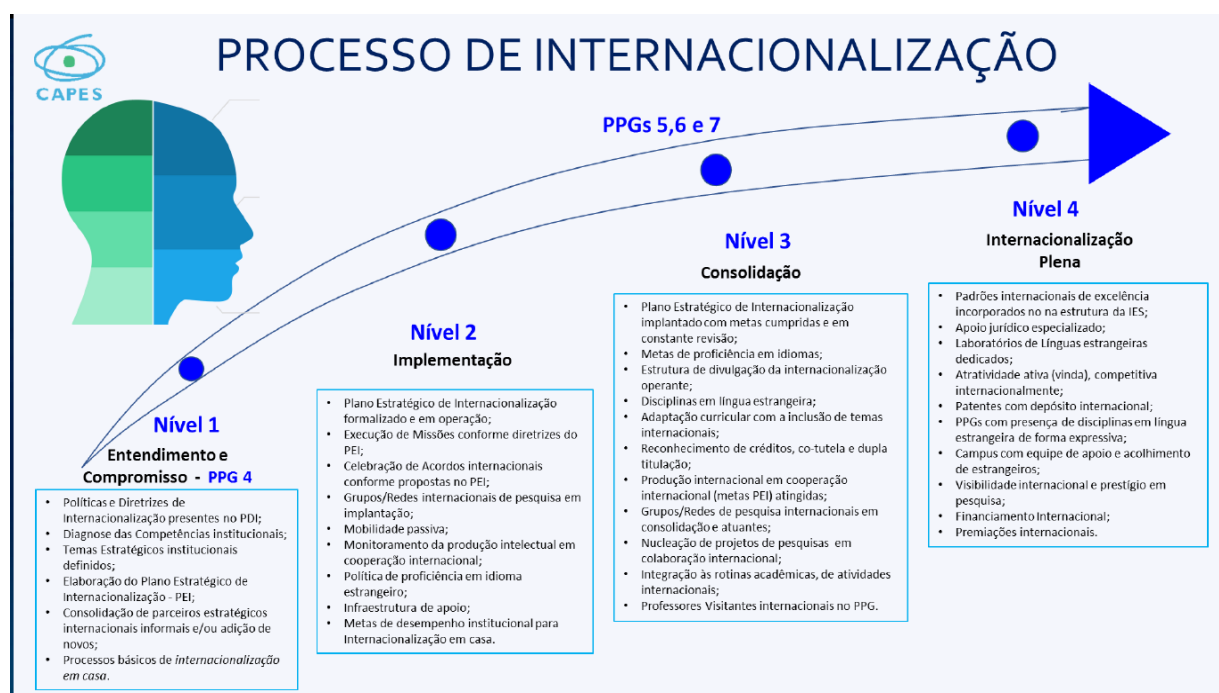 CAPES
PROCESSO DE INTERNACIONALIZAÇÃO
PPGs 5,6 e 7
Nível 1
Entendimento e
Compromisso - PPG 4
• Políticas e Diretrizes de
Internacionalização presentes no PDI;
• Diagnose das Competências institucionais;
• Temas Estratégicos institucionais
definidos;
• Elaboração do Plano Estratégico de
Internacionalização - PEI;
• Consolidação de parceiros estratégicos
internacionais informais e/ou adição de
novos;
• Processos básicos de internacionalização
em casa.
Nível 2
Implementação
• Plano Estratégico de Internacionalização
formalizado e em operação;
• Execução de Missões conforme diretrizes do
PEI;
• Celebração de Acordos internacionais
conforme propostas no PEI;
• Grupos/Redes internacionais de pesquisa em
implantação;
• Mobilidade passiva;
• Monitoramento da produção intelectual em
cooperação internacional;
• Política de proficiência em idioma
estrangeiro;
• Infraestrutura de apoio;
• Metas de desempenho institucional para
Internacionalização em casa.
Nível 3
Consolidação
• Plano Estratégico de Internacionalização
implantado com metas cumpridas e em
constante revisão;
• Metas de proficiência em idiomas;
• Estrutura de divulgação da internacionalização
operante;
• Disciplinas em língua estrangeira;
• Adaptação curricular com a inclusão de temas
internacionais;
• Reconhecimento de créditos, co-tutela e dupla
titulação;
• Produção internacional em cooperação
internacional (metas PEI) atingidas;
• Grupos/Redes de pesquisa internacionais em
consolidação e atuantes;
• Nucleação de projetos de pesquisas em
colaboração internacional;
• Integração às rotinas acadêmicas, de atividades
internacionais;
• Professores Visitantes internacionais no PPG.
Nível 4
Internacionalização
Plena
• Padrões internacionais de excelência
incorporados no na estrutura da IES;
• Apoio jurídico especializado;
• Laboratórios de Línguas estrangeiras
dedicados;
• Atratividade ativa (vinda), competitiva
internacionalmente;
• Patentes com depósito internacional;
• PPGs com presença de disciplinas em língua
estrangeira de forma expressiva;
• Campus com equipe de apoio e acolhimento
de estrangeiros;
• Visibilidade internacional e prestígio em
pesquisa;
• Financiamento Internacional;
• Premiações internacionais.